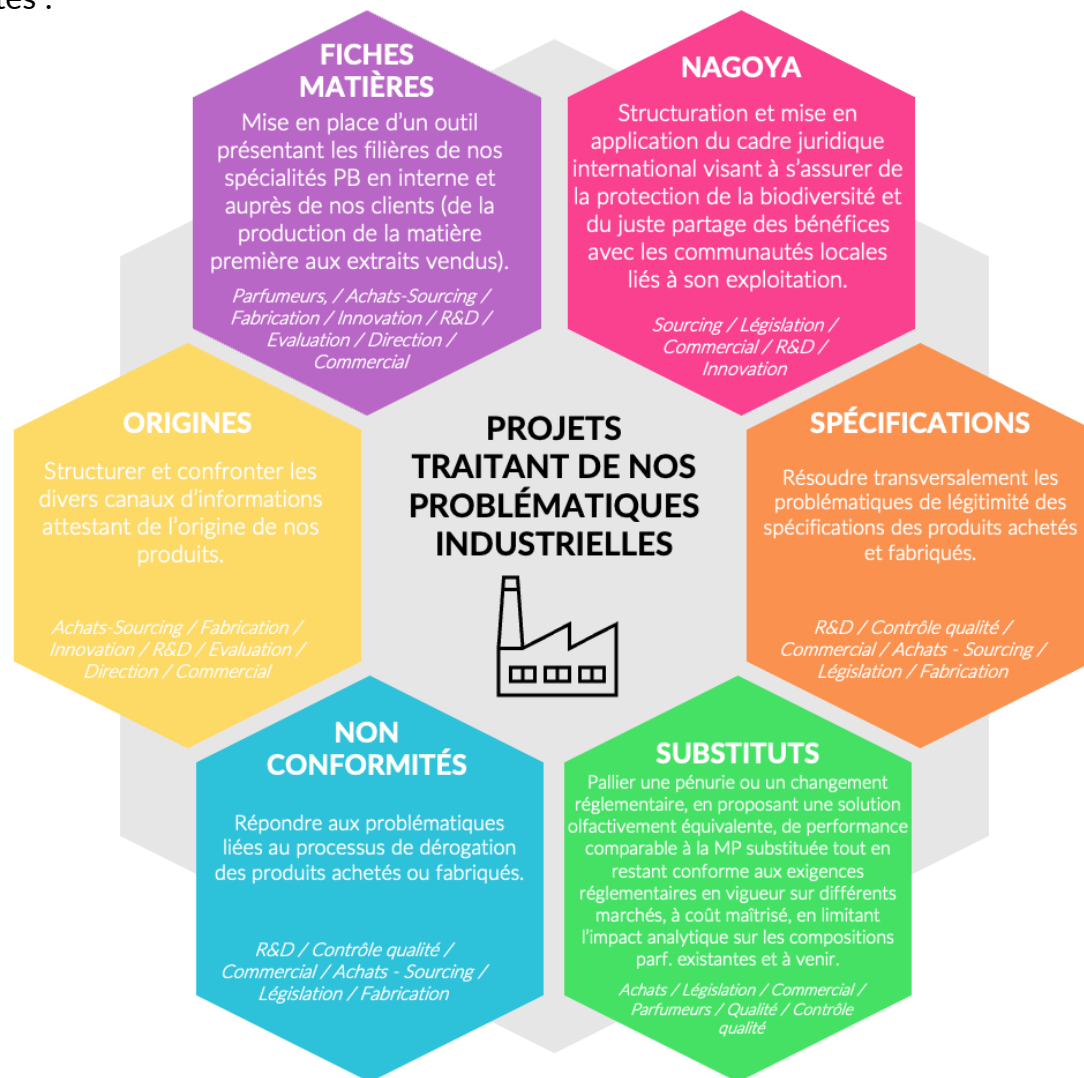 FICHES
MATIÈRES
Mise en place d'un outil
présentant les filières de nos
spécialités PB en interne et
auprès de nos clients (de la
production de la matière
première aux extraits vendus).
Parfumeurs, / Achats-Sourcing /
Fabrication / Innovation / R&D /
Evaluation / Direction /
Commercial
NAGOYA
Structuration et mise en
application du cadre juridique
international visant à s'assurer de
la protection de la biodiversité et
du juste partage des bénéfices
avec les communautés locales
liés à son exploitation.
Sourcing / Législation /
Commercial / R&D /
Innovation
ORIGINES
Structurer et confronter les
divers canaux d'informations
attestant de l'origine de nos
produits.
Achats-Sourcing / Fabrication /
Innovation / R&D / Evaluation /
Direction / Commercial
PROJETS
TRAITANT DE NOS
PROBLÉMATIQUES
INDUSTRIELLES
SPÉCIFICATIONS
Résoudre transversalement les
problématiques de légitimité des
spécifications des produits achetés
et fabriqués.
R&D / Contrôle qualité /
Commercial / Achats - Sourcing /
Législation / Fabrication
NON
CONFORMITÉS
Répondre aux problématiques
liées au processus de dérogation
des produits achetés ou fabriqués.
R&D / Contrôle qualité /
Commercial / Achats - Sourcing /
Législation / Fabrication
SUBSTITUTS
Pallier une pénurie ou un changement
réglementaire, en proposant une solution
olfactivement équivalente, de performance
comparable à la MP substituée tout en
restant conforme aux exigences
réglementaires en vigueur sur différents
marchés, à coût maîtrisé, en limitant
l'impact analytique sur les compositions
parf. existantes et à venir.
Achats / Législation / Commercial /
Parfumeurs / Qualité / Contrôle
qualité